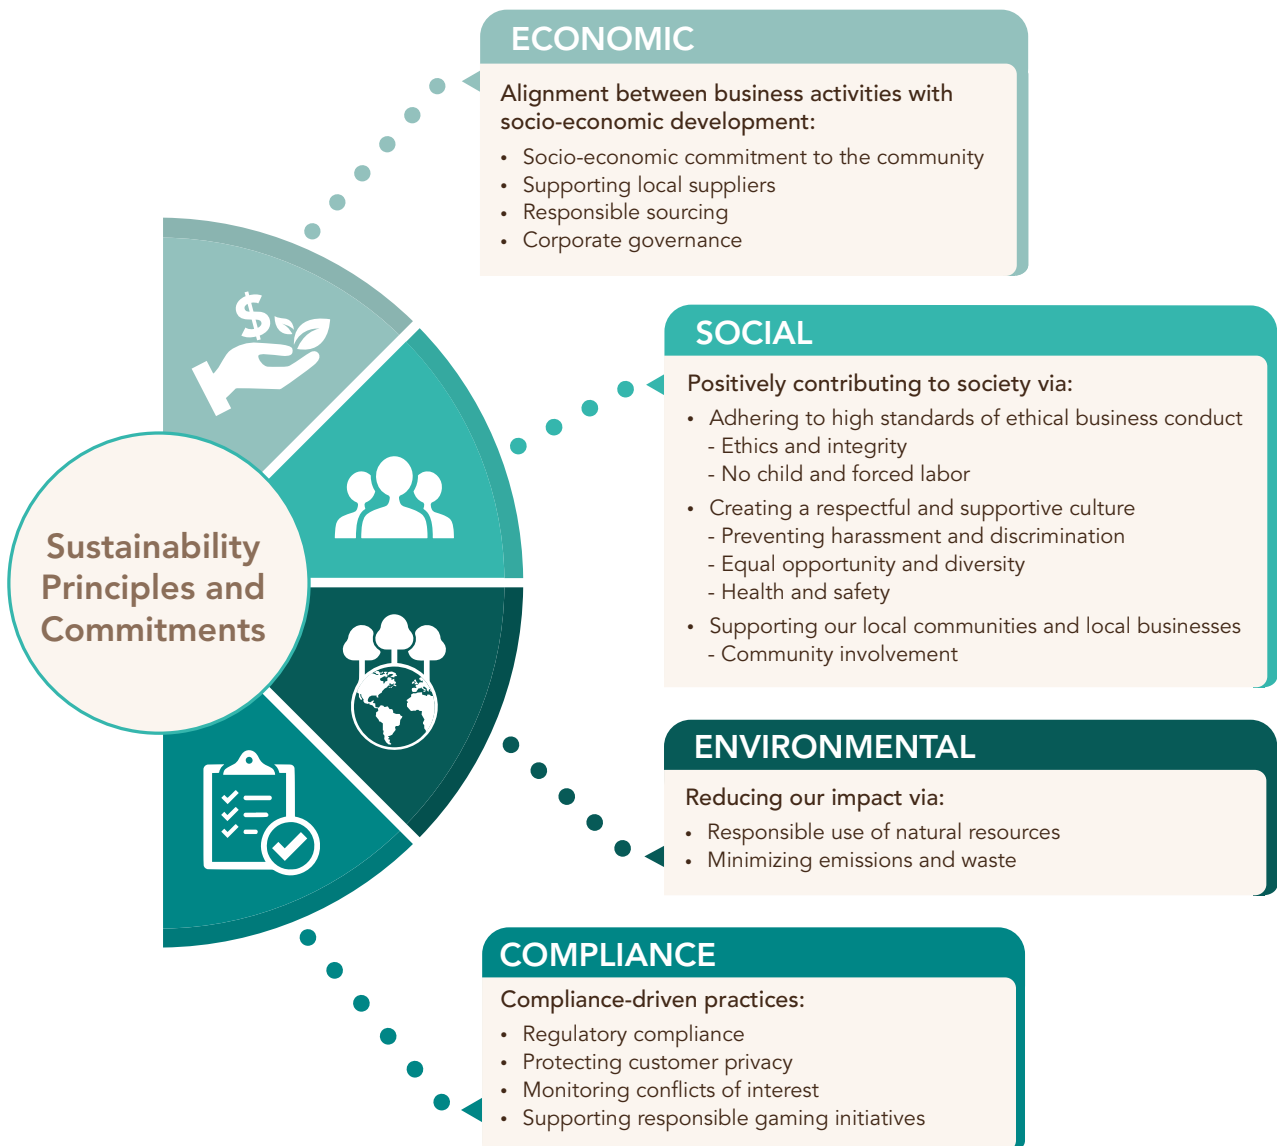 ECONOMIC
Alignment between business activities with
socio-economic development:
• Socio-economic commitment to the community
• Supporting local suppliers
• Responsible sourcing
• Corporate governance
$
SOCIAL
Positively contributing to society via:
• Adhering to high standards of ethical business conduct
- Ethics and integrity
- No child and forced labor
• Creating a respectful and supportive culture
- Preventing harassment and discrimination
- Equal opportunity and diversity
- Health and safety
• Supporting our local communities and local businesses
- Community involvement
Sustainability
Principles and
Commitments
ENVIRONMENTAL
Reducing our impact via:
• Responsible use of natural resources
• Minimizing emissions and waste
COMPLIANCE
Compliance-driven practices:
• Regulatory compliance
• Protecting customer privacy
• Monitoring conflicts of interest
• Supporting responsible gaming initiatives